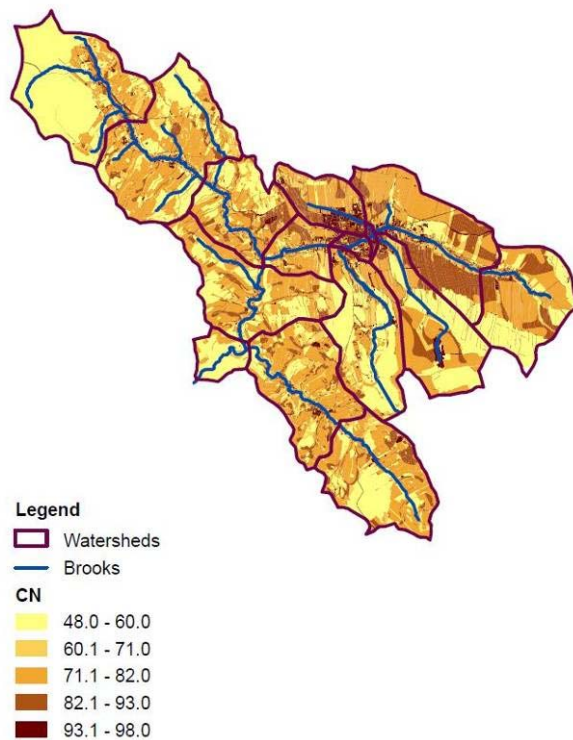 Legend
Watersheds
Brooks
CN
48.0 - 60.0
60.1 - 71.0
71.1 - 82.0
82.1 - 93.0
93.1 - 98.0